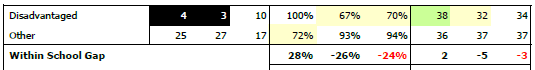 Disadvantaged 4 3 10 100% 67% 70% 38 32 34
Other 25 27 17 72% 93% 94% 36 37 37
Within School Gap 28% -26% -24% 2 -5 -3